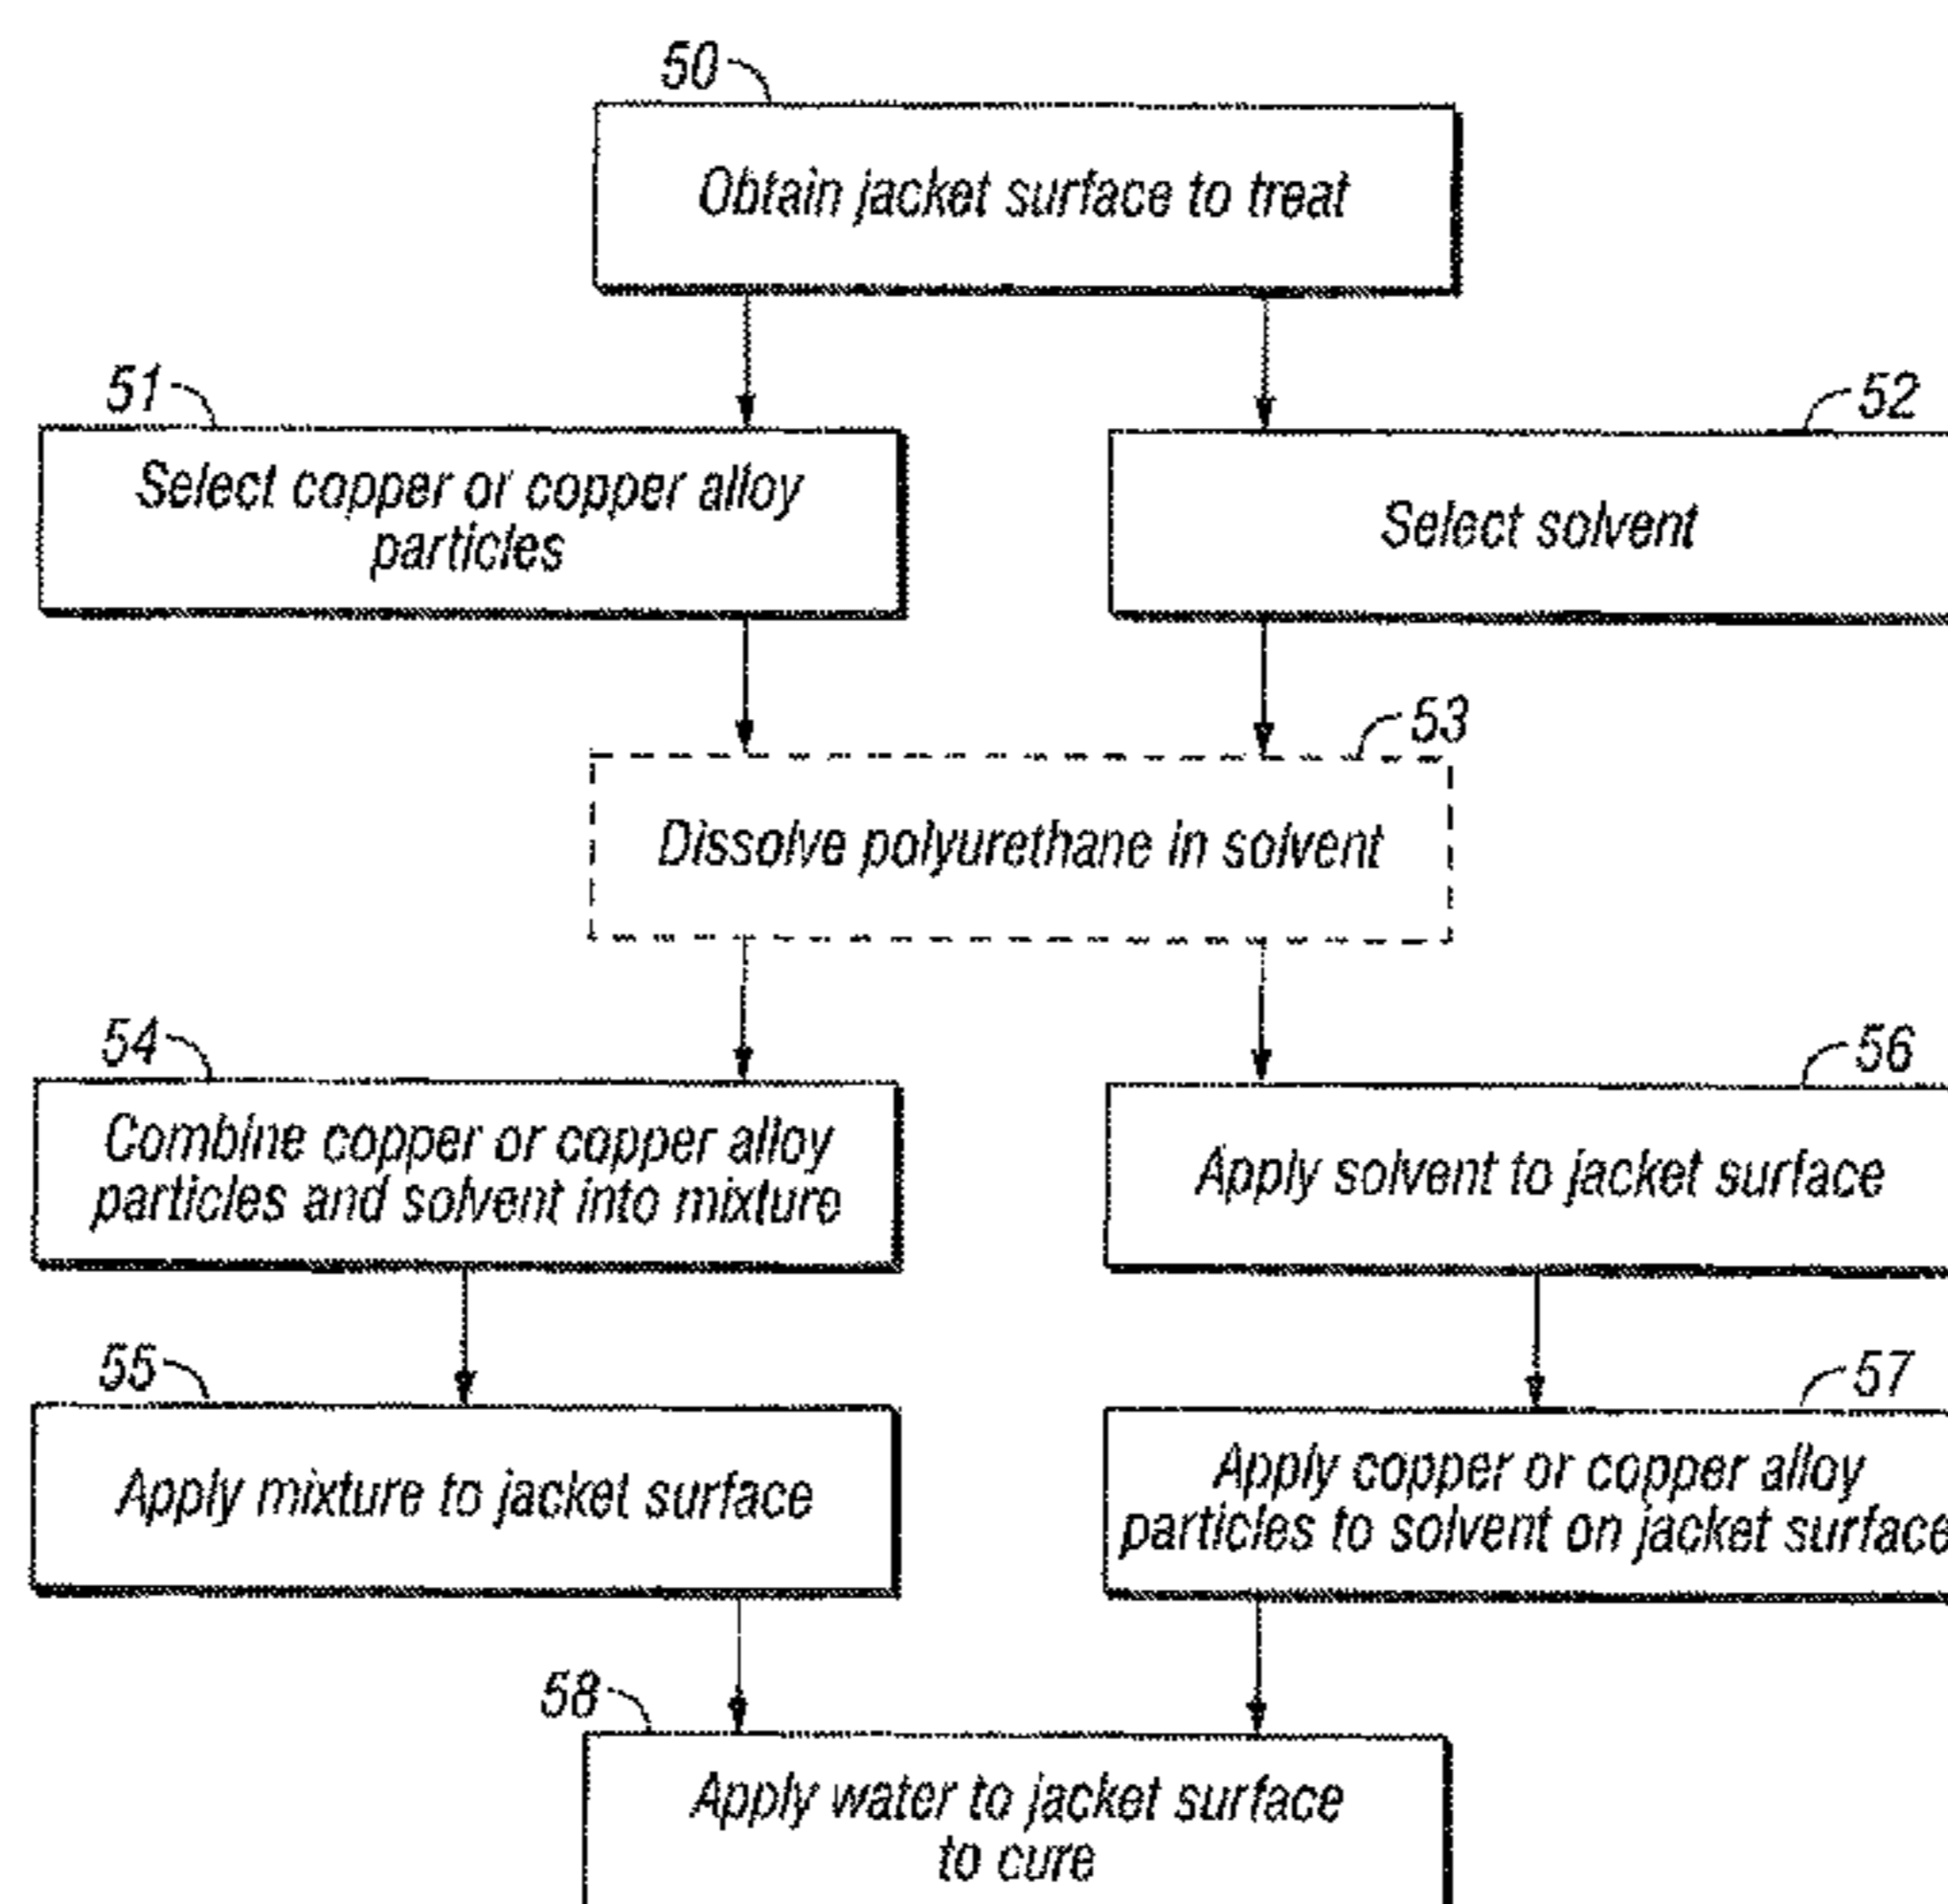 50
Obtain jacket surface to treat
51
Select copper or copper alloy
particles
52
Select solvent
53
Dissolve polyurethane in solvent
54
Combine copper or copper alloy
particles and solvent into mixture
56
Apply solvent to jacket surface
55
Apply mixture to jacket surface
57
Apply copper or copper alloy
particles to solvent on jacket surface
58
Apply water to jacket surface
to cure